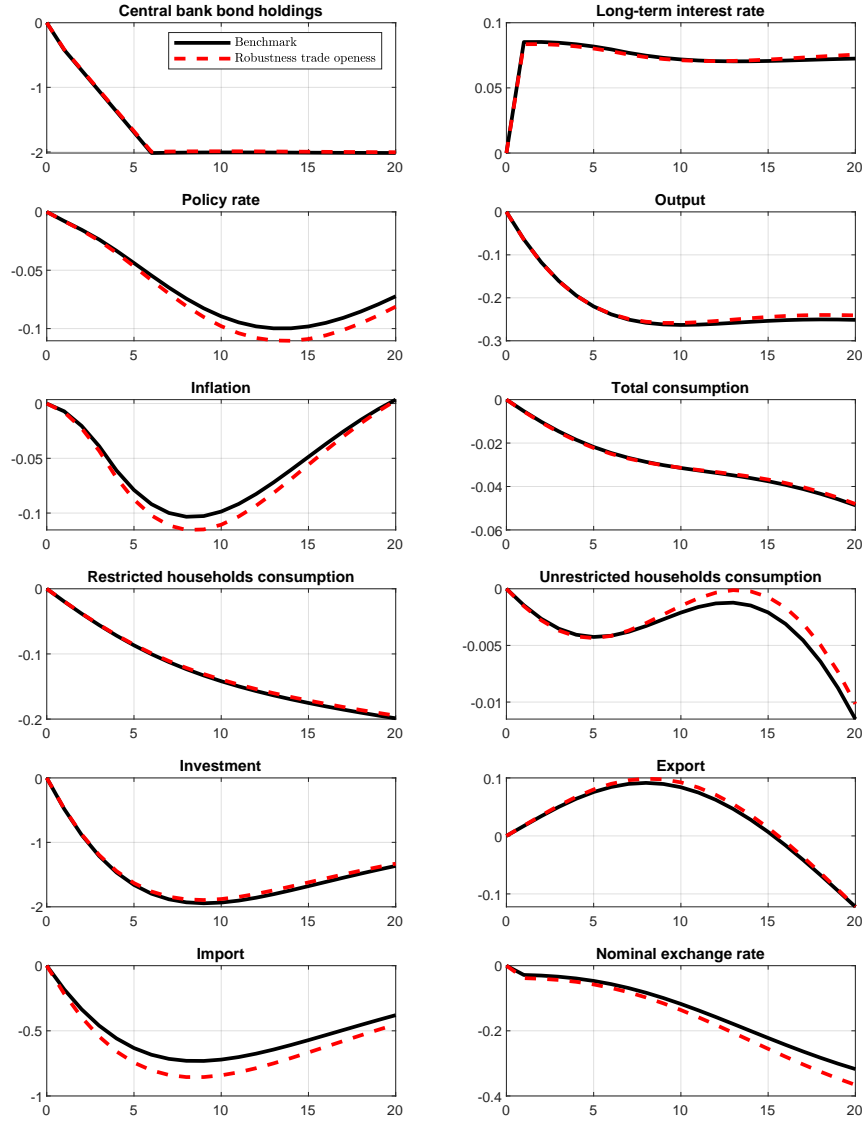 Central bank bond holdings
0
-1
-2
0 5 10 15 20
Benchmark
Robustness trade openess
Long-term interest rate
0.1
0.05
0
0 5 10 15 20
Policy rate
0
-0.05
-0.1
0 5 10 15 20
Output
0
-0.1
-0.2
-0.3
0 5 10 15 20
Inflation
0
-0.05
-0.1
0 5 10 15 20
Total consumption
0
-0.02
-0.04
-0.06
0 5 10 15 20
Restricted households consumption
0
-0.1
-0.2
0 5 10 15 20
Unrestricted households consumption
0
-0.005
-0.01
0 5 10 15 20
Investment
0
-1
-2
0 5 10 15 20
Export
0.1
0
-0.1
0 5 10 15 20
Import
0
-0.5
-1
0 5 10 15 20
Nominal exchange rate
0
-0.2
-0.4
0 5 10 15 20